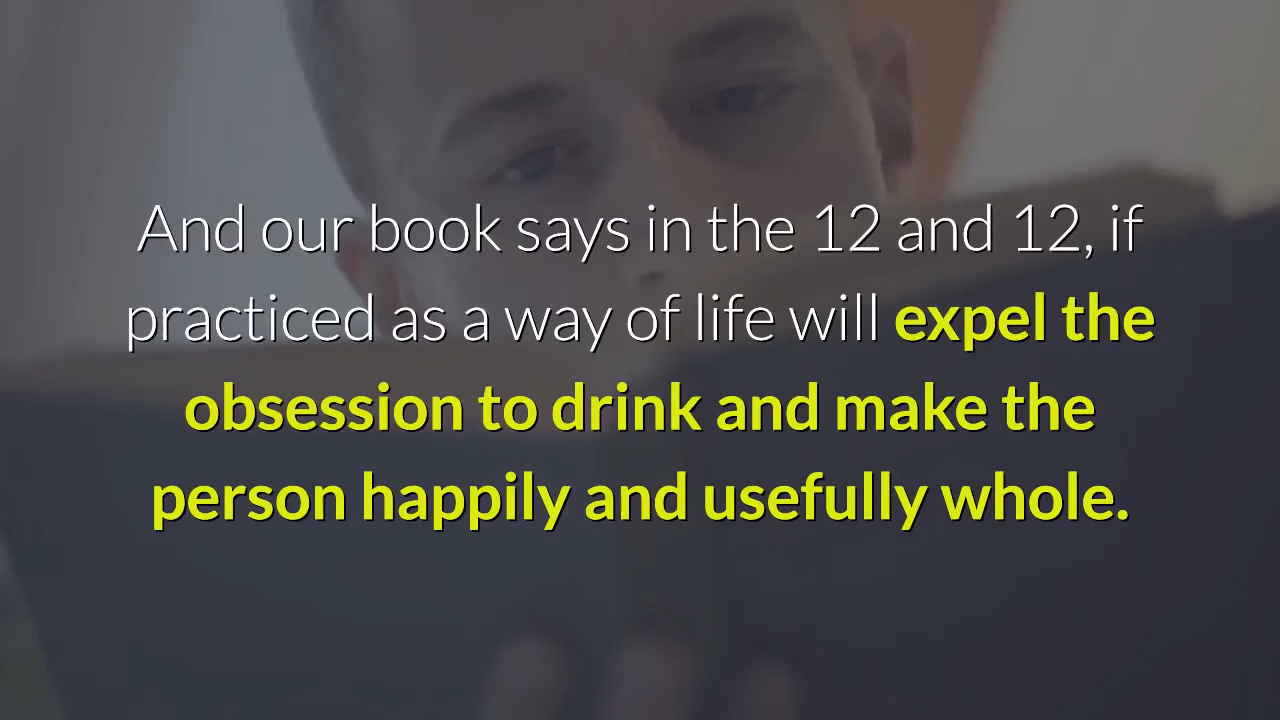 And our book says in the 12 and 12, if
practiced as a way of life will expel the
obsession to drink and make the
person happily and usefully whole.